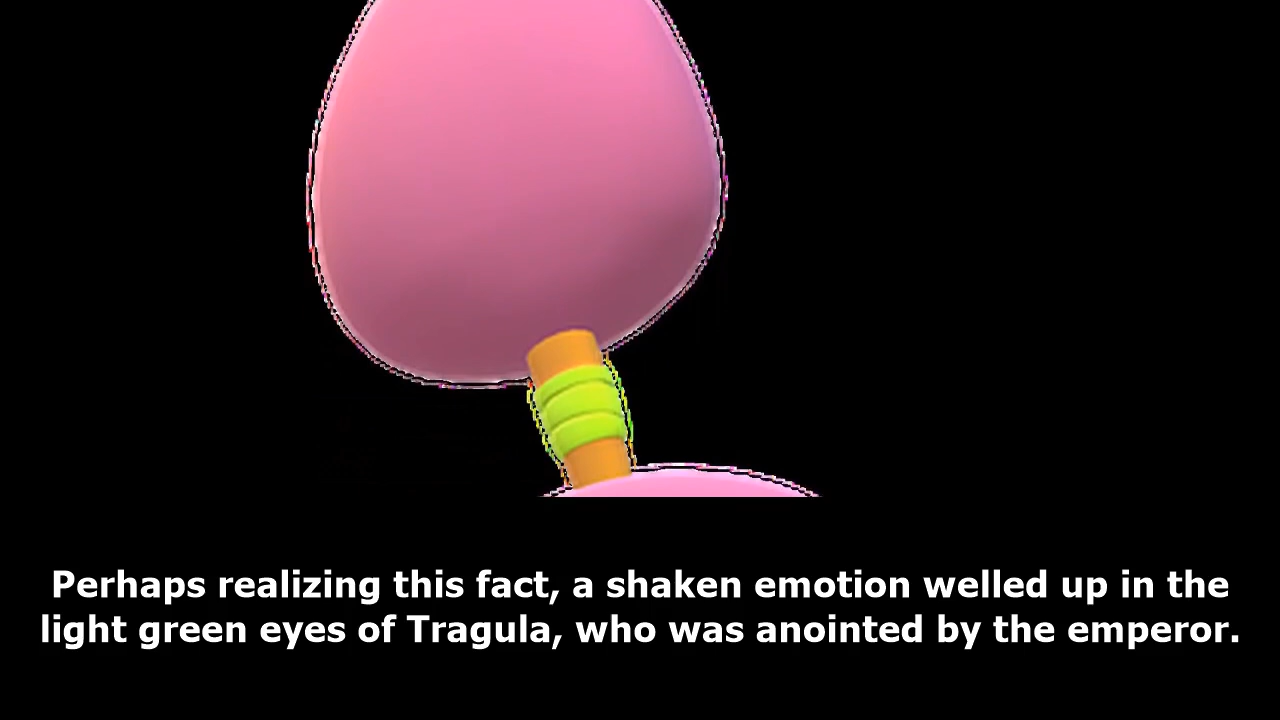 Perhaps realizing this fact, a shaken emotion welled up in the
light green eyes of Tragula, who was anointed by the emperor.